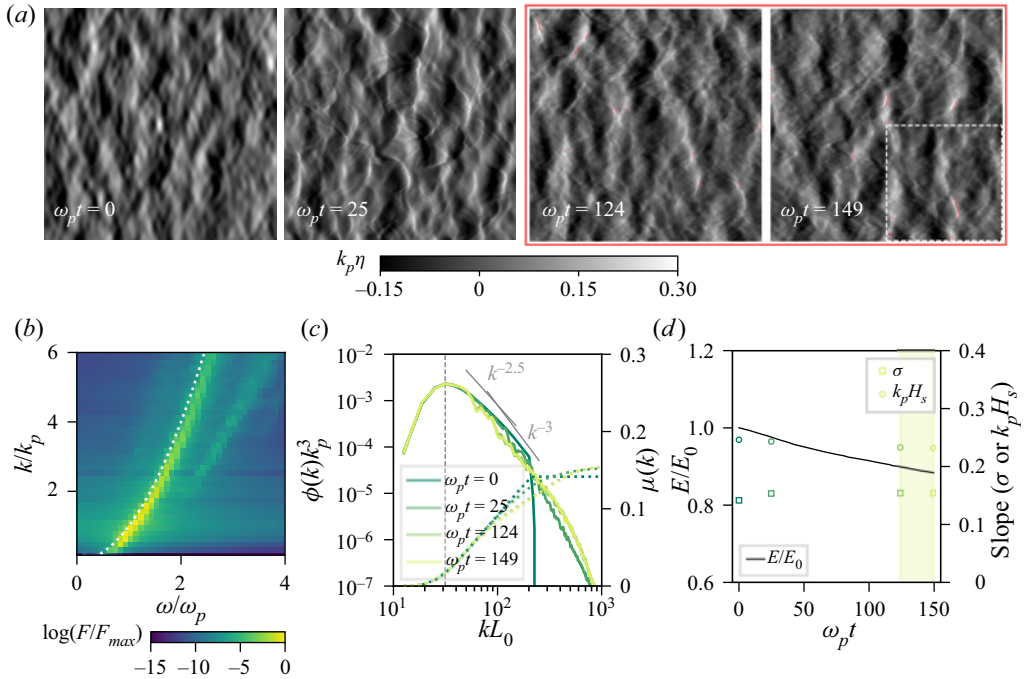 (a)
ω_p t = 0
ω_p t = 25
ω_p t = 124
ω_p t = 149
k_p η
−0.15 0 0.15 0.30
(b)
k/k_p
6
4
2
0 2 4
ω/ω_p
log(F/F_max)
−15 −10 −5 0
(c)
ϕ(k)k_p^3
10^−2
10^−3
10^−4
10^−5
10^−6
10^−7
k^−2.5
k^−3
ω_p t = 0
ω_p t = 25
ω_p t = 124
ω_p t = 149
10^1 10^2 10^3
kL_0
0.3
0.2
0.1
0
μ(k)
(d)
E/E_0
1.2
1.0
0.8
0.6
σ
k_p H_s
E/E_0
0 50 100 150
ω_p t
0.4
0.3
0.2
0.1
0
Slope (σ or k_p H_s)